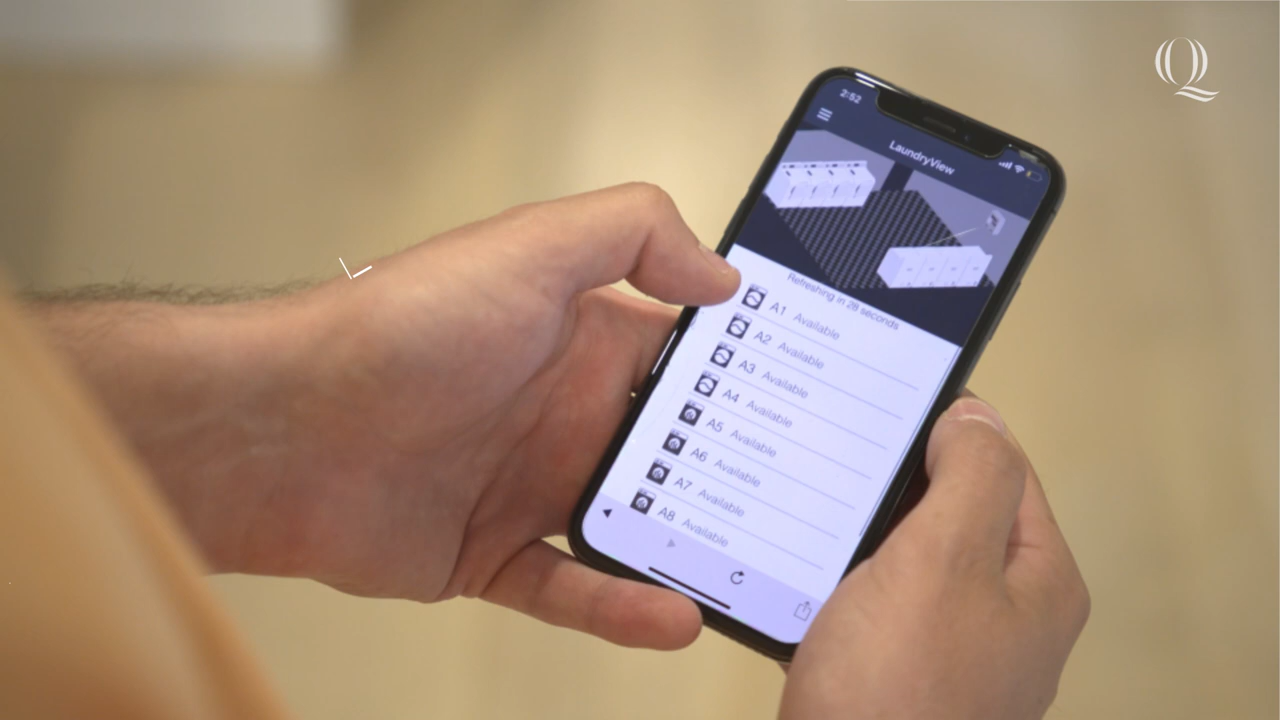 Q
2:52
LaundryView
Refreshing in 28 seconds
A1 Available
A2 Available
A3 Available
A4 Available
A5 Available
A6 Available
A7 Available
A8 Available